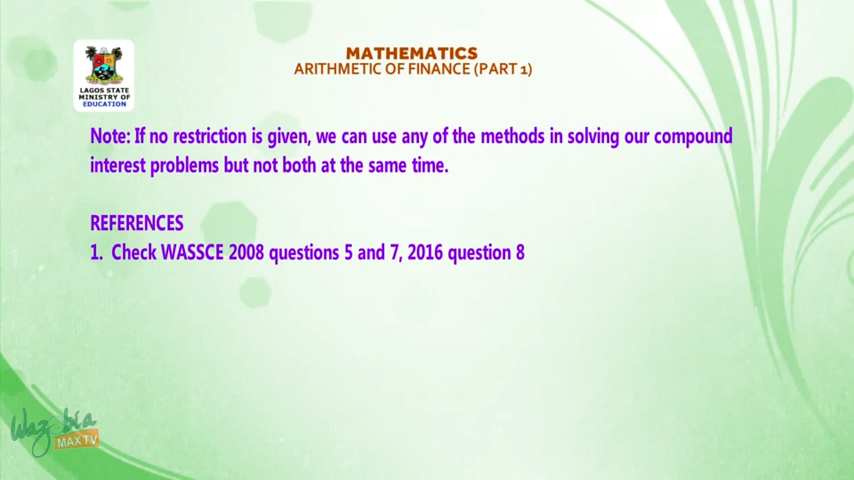 MATHEMATICS
ARITHMETIC OF FINANCE (PART 1)
LAGOS STATE
MINISTRY OF
EDUCATION
Note: If no restriction is given, we can use any of the methods in solving our compound
interest problems but not both at the same time.
REFERENCES
1. Check WASSCE 2008 questions 5 and 7, 2016 question 8
Wazobia
MAX TV